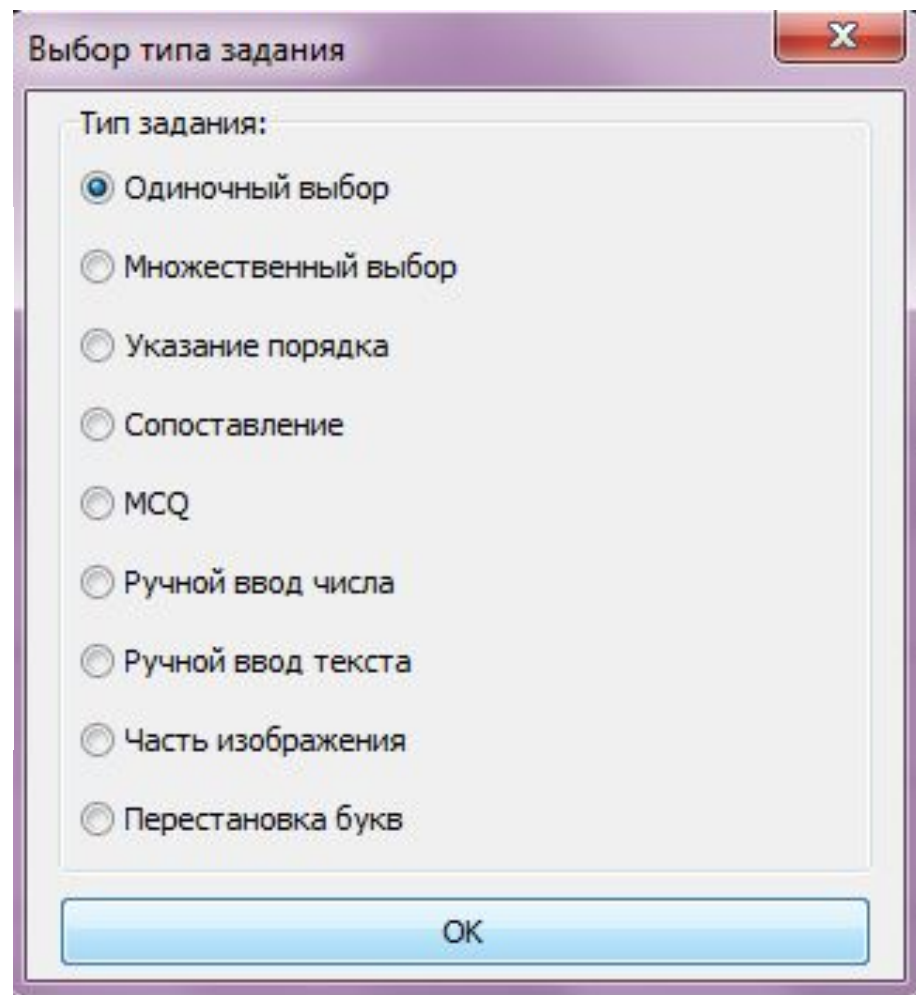 Выбор типа задания
Тип задания:
Одиночный выбор
Множественный выбор
Указание порядка
Сопоставление
MCQ
Ручной ввод числа
Ручной ввод текста
Часть изображения
Перестановка букв
OK